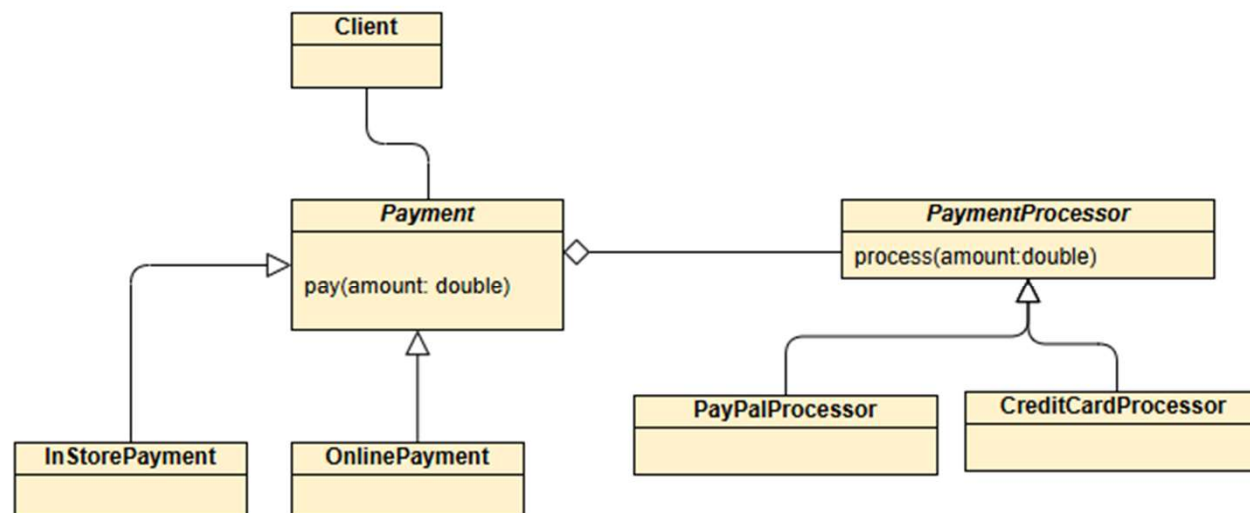 Client
Payment
pay(amount: double)
PaymentProcessor
process(amount:double)
PayPalProcessor
CreditCardProcessor
InStorePayment
OnlinePayment